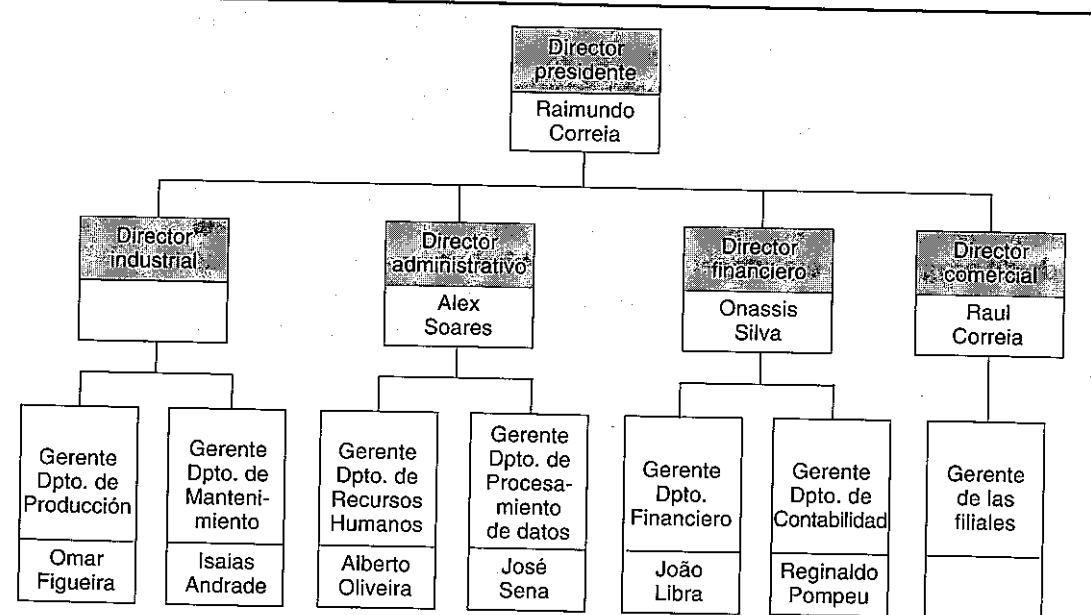 Director
presidente
Raimundo
Correia
Director
industrial
Director
administrativo
Alex
Soares
Director
financiero
Onassis
Silva
Director
comercial
Raul
Correia
Gerente
Dpto. de
Producción
Omar
Figueira
Gerente
Dpto. de
Manteni-
miento
Isaias
Andrade
Gerente
Dpto. de
Recursos
Humanos
Alberto
Oliveira
Gerente
Dpto. de
Procesa-
miento
de datos
José
Sena
Gerente
Dpto.
Financiero
João
Libra
Gerente
Dpto. de
Contabilidad
Reginaldo
Pompeu
Gerente
de las
filiales